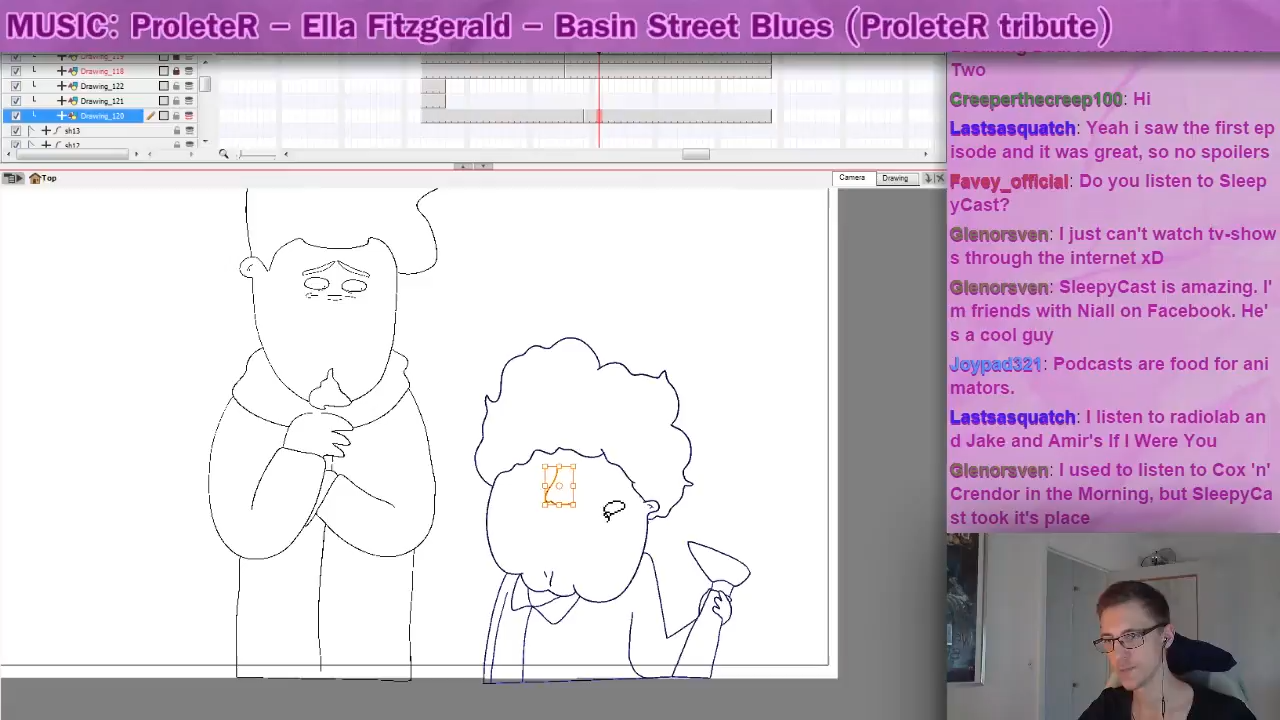 MUSIC: ProleteR – Ella Fitzgerald – Basin Street Blues (ProleteR tribute)
Two
Creeperthecreep100: Hi
Lastsasquatch: Yeah i saw the first ep
isode and it was great, so no spoilers
Favey_official: Do you listen to Sleep
yCast?
Glenorsven: I just can't watch tv-show
s through the internet xD
Glenorsven: SleepyCast is amazing. I'
m friends with Niall on Facebook. He'
s a cool guy
Joypad321: Podcasts are food for ani
mators.
Lastsasquatch: I listen to radiolab an
d Jake and Amir's If I Were You
Glenorsven: I used to listen to Cox 'n'
Crendor in the Morning, but SleepyCa
st took it's place
Drawing_118
Drawing_122
Drawing_121
Drawing_120
sh13
Top
Camera
Drawing